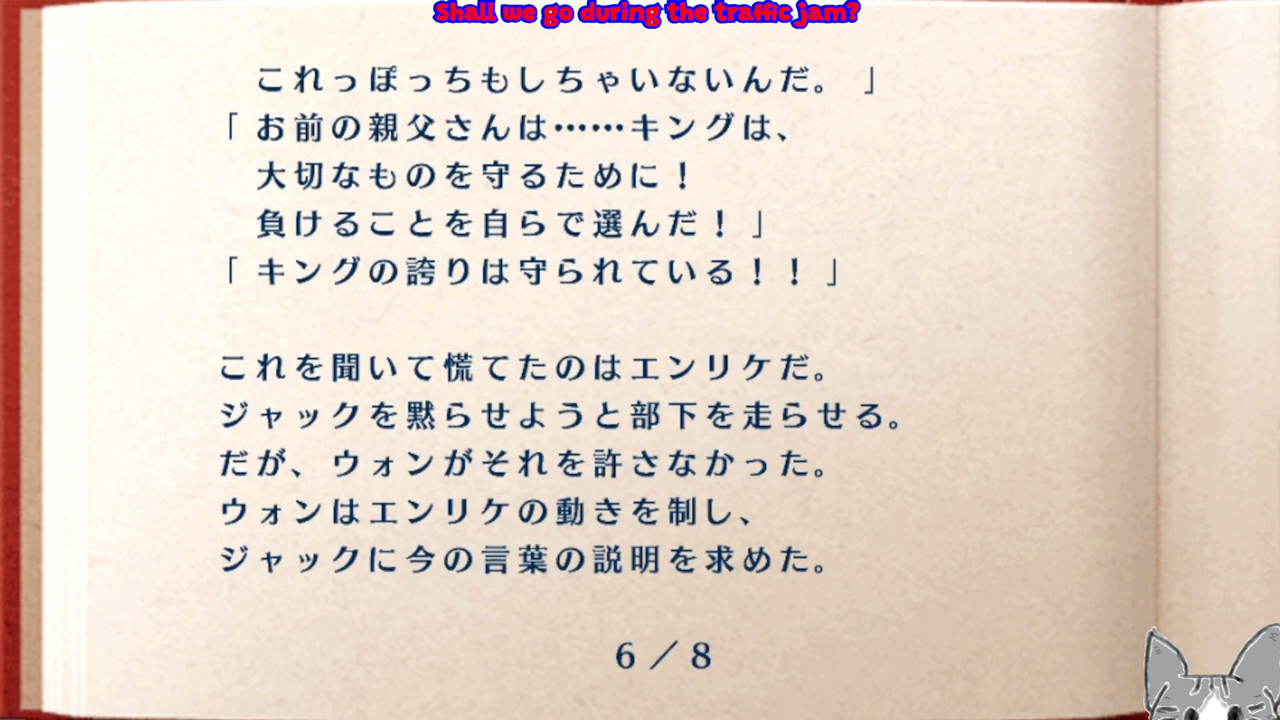 Shall we go during the traffic jam?
これっぽっちもしちゃいないんだ。」
「お前の親父さんは……キングは、
大切なものを守るために！
負けることを自らで選んだ！」
「キングの誇りは守られている！！」
これを聞いて慌てたのはエンリケだ。
ジャックを黙らせようと部下を走らせる。
だが、ウォンがそれを許さなかった。
ウォンはエンリケの動きを制し、
ジャックに今の言葉の説明を求めた。
6／8